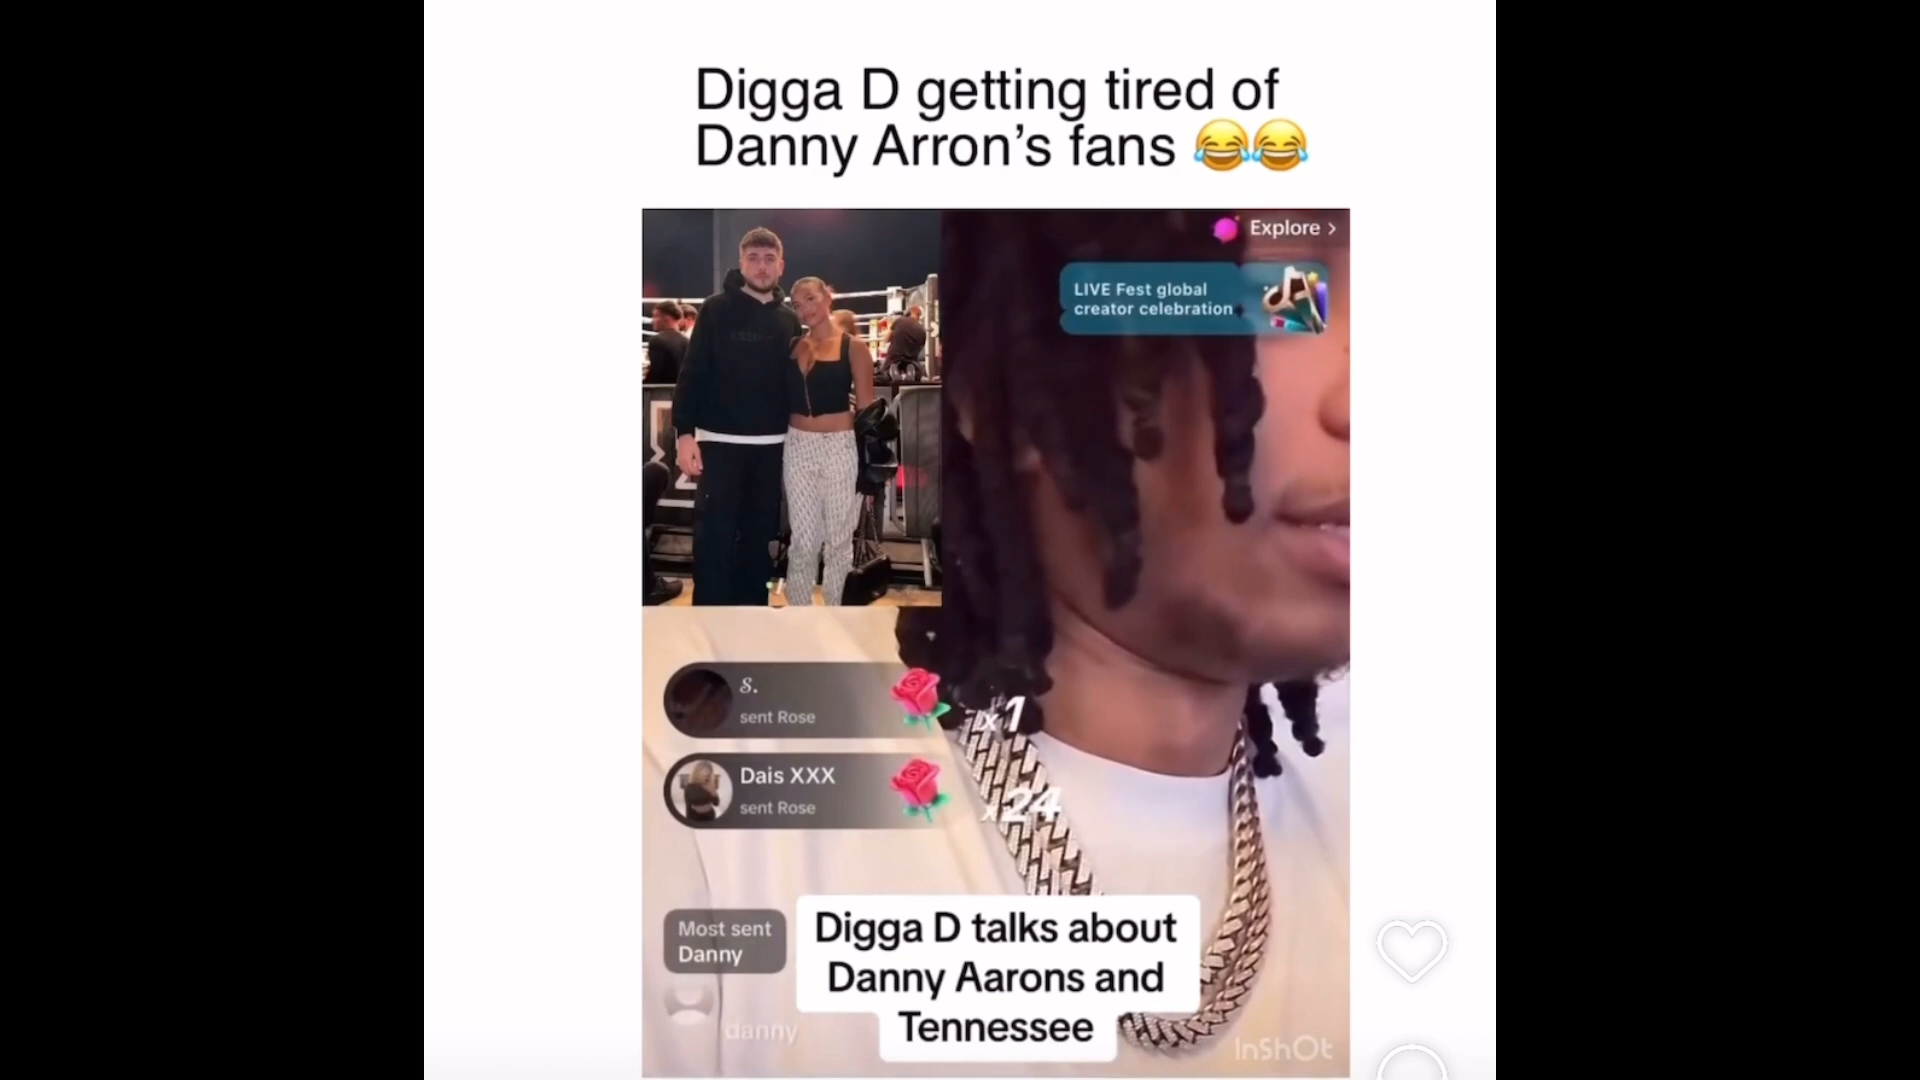 Digga D getting tired of
Danny Arron’s fans 😂😂
Explore >
LIVE Fest global
creator celebration
s.
sent Rose
x1
Dais XXX
sent Rose
x24
Most sent
Danny
danny
Digga D talks about
Danny Aarons and
Tennessee
InShOt